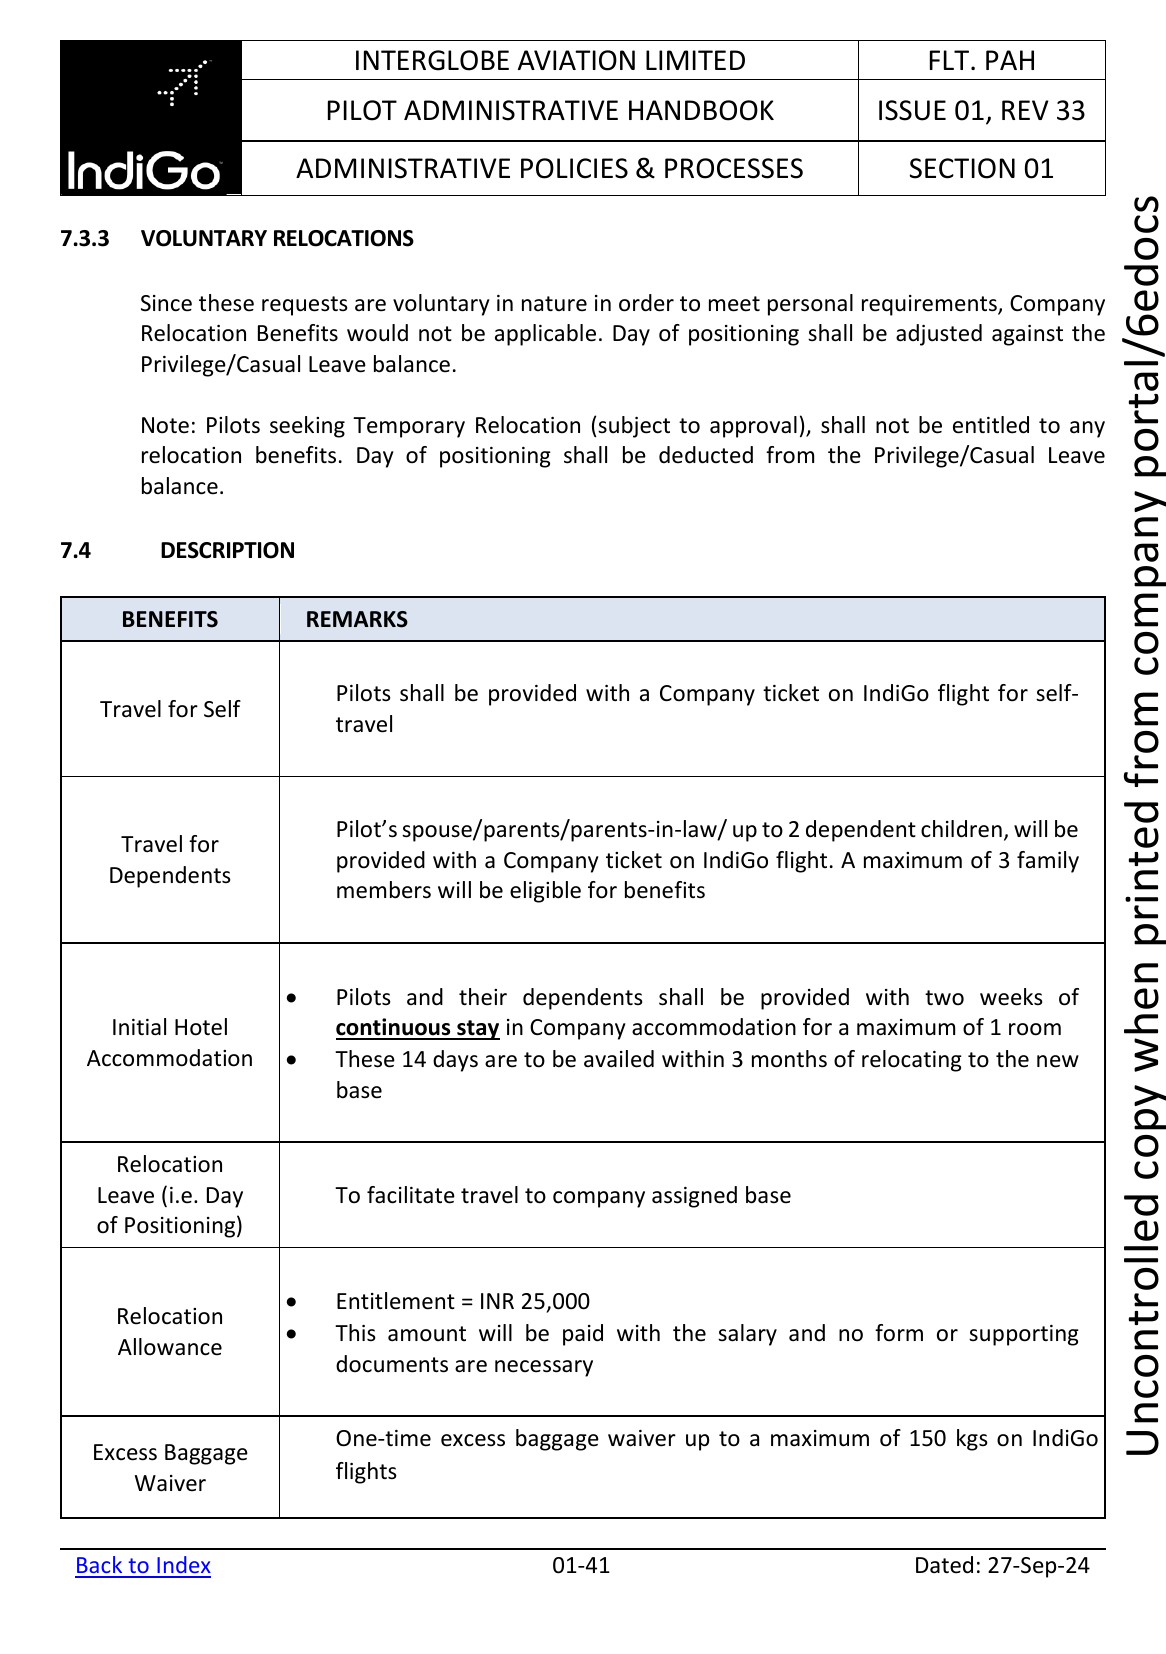 INTERGLOBE AVIATION LIMITED
FLT. PAH
PILOT ADMINISTRATIVE HANDBOOK
ISSUE 01, REV 33
IndiGo
ADMINISTRATIVE POLICIES & PROCESSES
SECTION 01
7.3.3 VOLUNTARY RELOCATIONS
Since these requests are voluntary in nature in order to meet personal requirements, Company
Relocation Benefits would not be applicable. Day of positioning shall be adjusted against the
Privilege/Casual Leave balance.
Note: Pilots seeking Temporary Relocation (subject to approval), shall not be entitled to any
relocation benefits. Day of positioning shall be deducted from the Privilege/Casual Leave
balance.
7.4 DESCRIPTION
BENEFITS
REMARKS
Travel for Self
Pilots shall be provided with a Company ticket on IndiGo flight for self-
travel
Travel for
Dependents
Pilot’s spouse/parents/parents-in-law/ up to 2 dependent children, will be
provided with a Company ticket on IndiGo flight. A maximum of 3 family
members will be eligible for benefits
Initial Hotel
Accommodation
• Pilots and their dependents shall be provided with two weeks of
continuous stay in Company accommodation for a maximum of 1 room
• These 14 days are to be availed within 3 months of relocating to the new
base
Relocation
Leave (i.e. Day
of Positioning)
To facilitate travel to company assigned base
Relocation
Allowance
• Entitlement = INR 25,000
• This amount will be paid with the salary and no form or supporting
documents are necessary
Excess Baggage
Waiver
One-time excess baggage waiver up to a maximum of 150 kgs on IndiGo
flights
Back to Index
01-41
Dated: 27-Sep-24
Uncontrolled copy when printed from company portal/6edocs